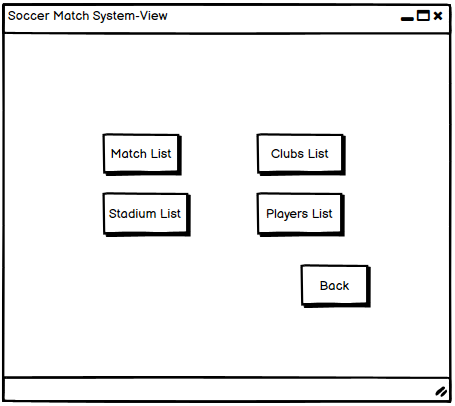 Soccer Match System-View
Match List
Clubs List
Stadium List
Players List
Back